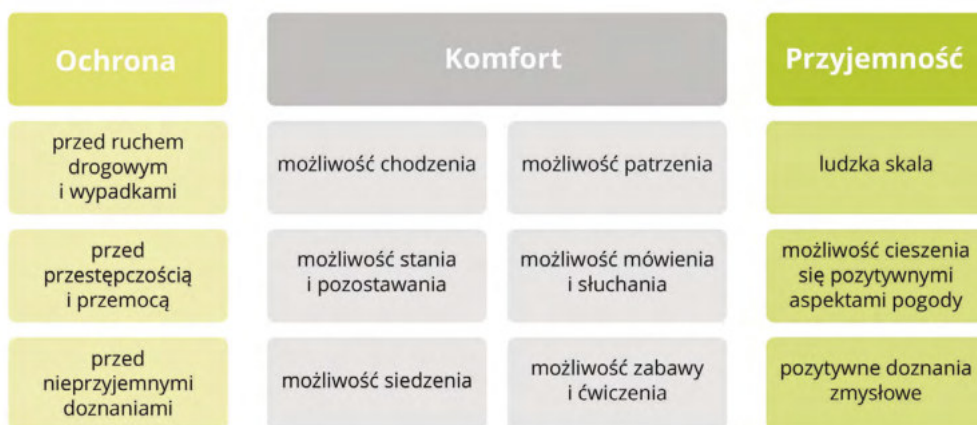 Ochrona
Komfort
Przyjemność
przed ruchem
drogowym
i wypadkami
możliwość chodzenia
możliwość patrzenia
ludzka skala
przed
przestępczością
i przemocą
możliwość stania
i pozostawania
możliwość mówienia
i słuchania
możliwość cieszenia
się pozytywnymi
aspektami pogody
przed
nieprzyjemnymi
doznaniami
możliwość siedzenia
możliwość zabawy
i ćwiczenia
pozytywne doznania
zmysłowe